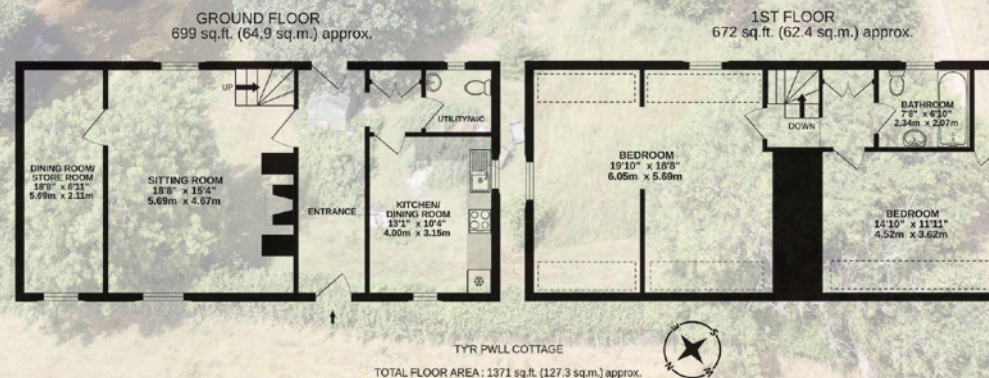 GROUND FLOOR
699 sq.ft. (64.9 sq.m.) approx.
UP
UTILITY/W/C
DINING ROOM/
STORE ROOM
18'8" x 6'11"
5.69m x 2.11m
SITTING ROOM
18'8" x 15'4"
5.69m x 4.67m
ENTRANCE
KITCHEN/
DINING ROOM
13'1" x 10'4"
4.00m x 3.15m
1ST FLOOR
672 sq.ft. (62.4 sq.m.) approx.
DOWN
BATHROOM
7'8" x 6'10"
2.34m x 2.07m
BEDROOM
19'10" x 18'8"
6.05m x 5.69m
BEDROOM
14'10" x 11'11"
4.52m x 3.62m
TY'R PWLL COTTAGE
TOTAL FLOOR AREA : 1371 sq.ft. (127.3 sq.m.) approx.
E
S
N
W